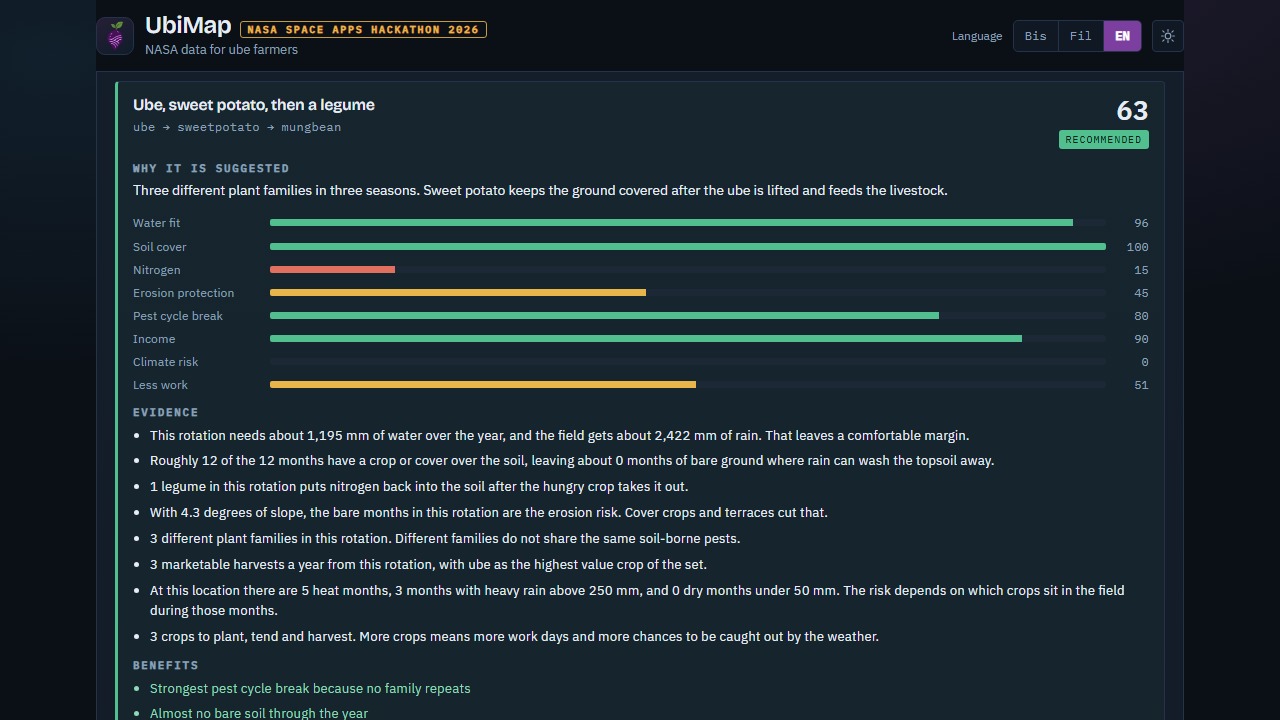 UbiMap
NASA SPACE APPS HACKATHON 2026
NASA data for ube farmers
Language
Bis
Fil
EN
Ube, sweet potato, then a legume
ube → sweetpotato → mungbean
63
RECOMMENDED
WHY IT IS SUGGESTED
Three different plant families in three seasons. Sweet potato keeps the ground covered after the ube is lifted and feeds the livestock.
Water fit 96
Soil cover 100
Nitrogen 15
Erosion protection 45
Pest cycle break 80
Income 90
Climate risk 0
Less work 51
EVIDENCE
This rotation needs about 1,195 mm of water over the year, and the field gets about 2,422 mm of rain. That leaves a comfortable margin.
Roughly 12 of the 12 months have a crop or cover over the soil, leaving about 0 months of bare ground where rain can wash the topsoil away.
1 legume in this rotation puts nitrogen back into the soil after the hungry crop takes it out.
With 4.3 degrees of slope, the bare months in this rotation are the erosion risk. Cover crops and terraces cut that.
3 different plant families in this rotation. Different families do not share the same soil-borne pests.
3 marketable harvests a year from this rotation, with ube as the highest value crop of the set.
At this location there are 5 heat months, 3 months with heavy rain above 250 mm, and 0 dry months under 50 mm. The risk depends on which crops sit in the field
during those months.
3 crops to plant, tend and harvest. More crops means more work days and more chances to be caught out by the weather.
BENEFITS
Strongest pest cycle break because no family repeats
Almost no bare soil through the year